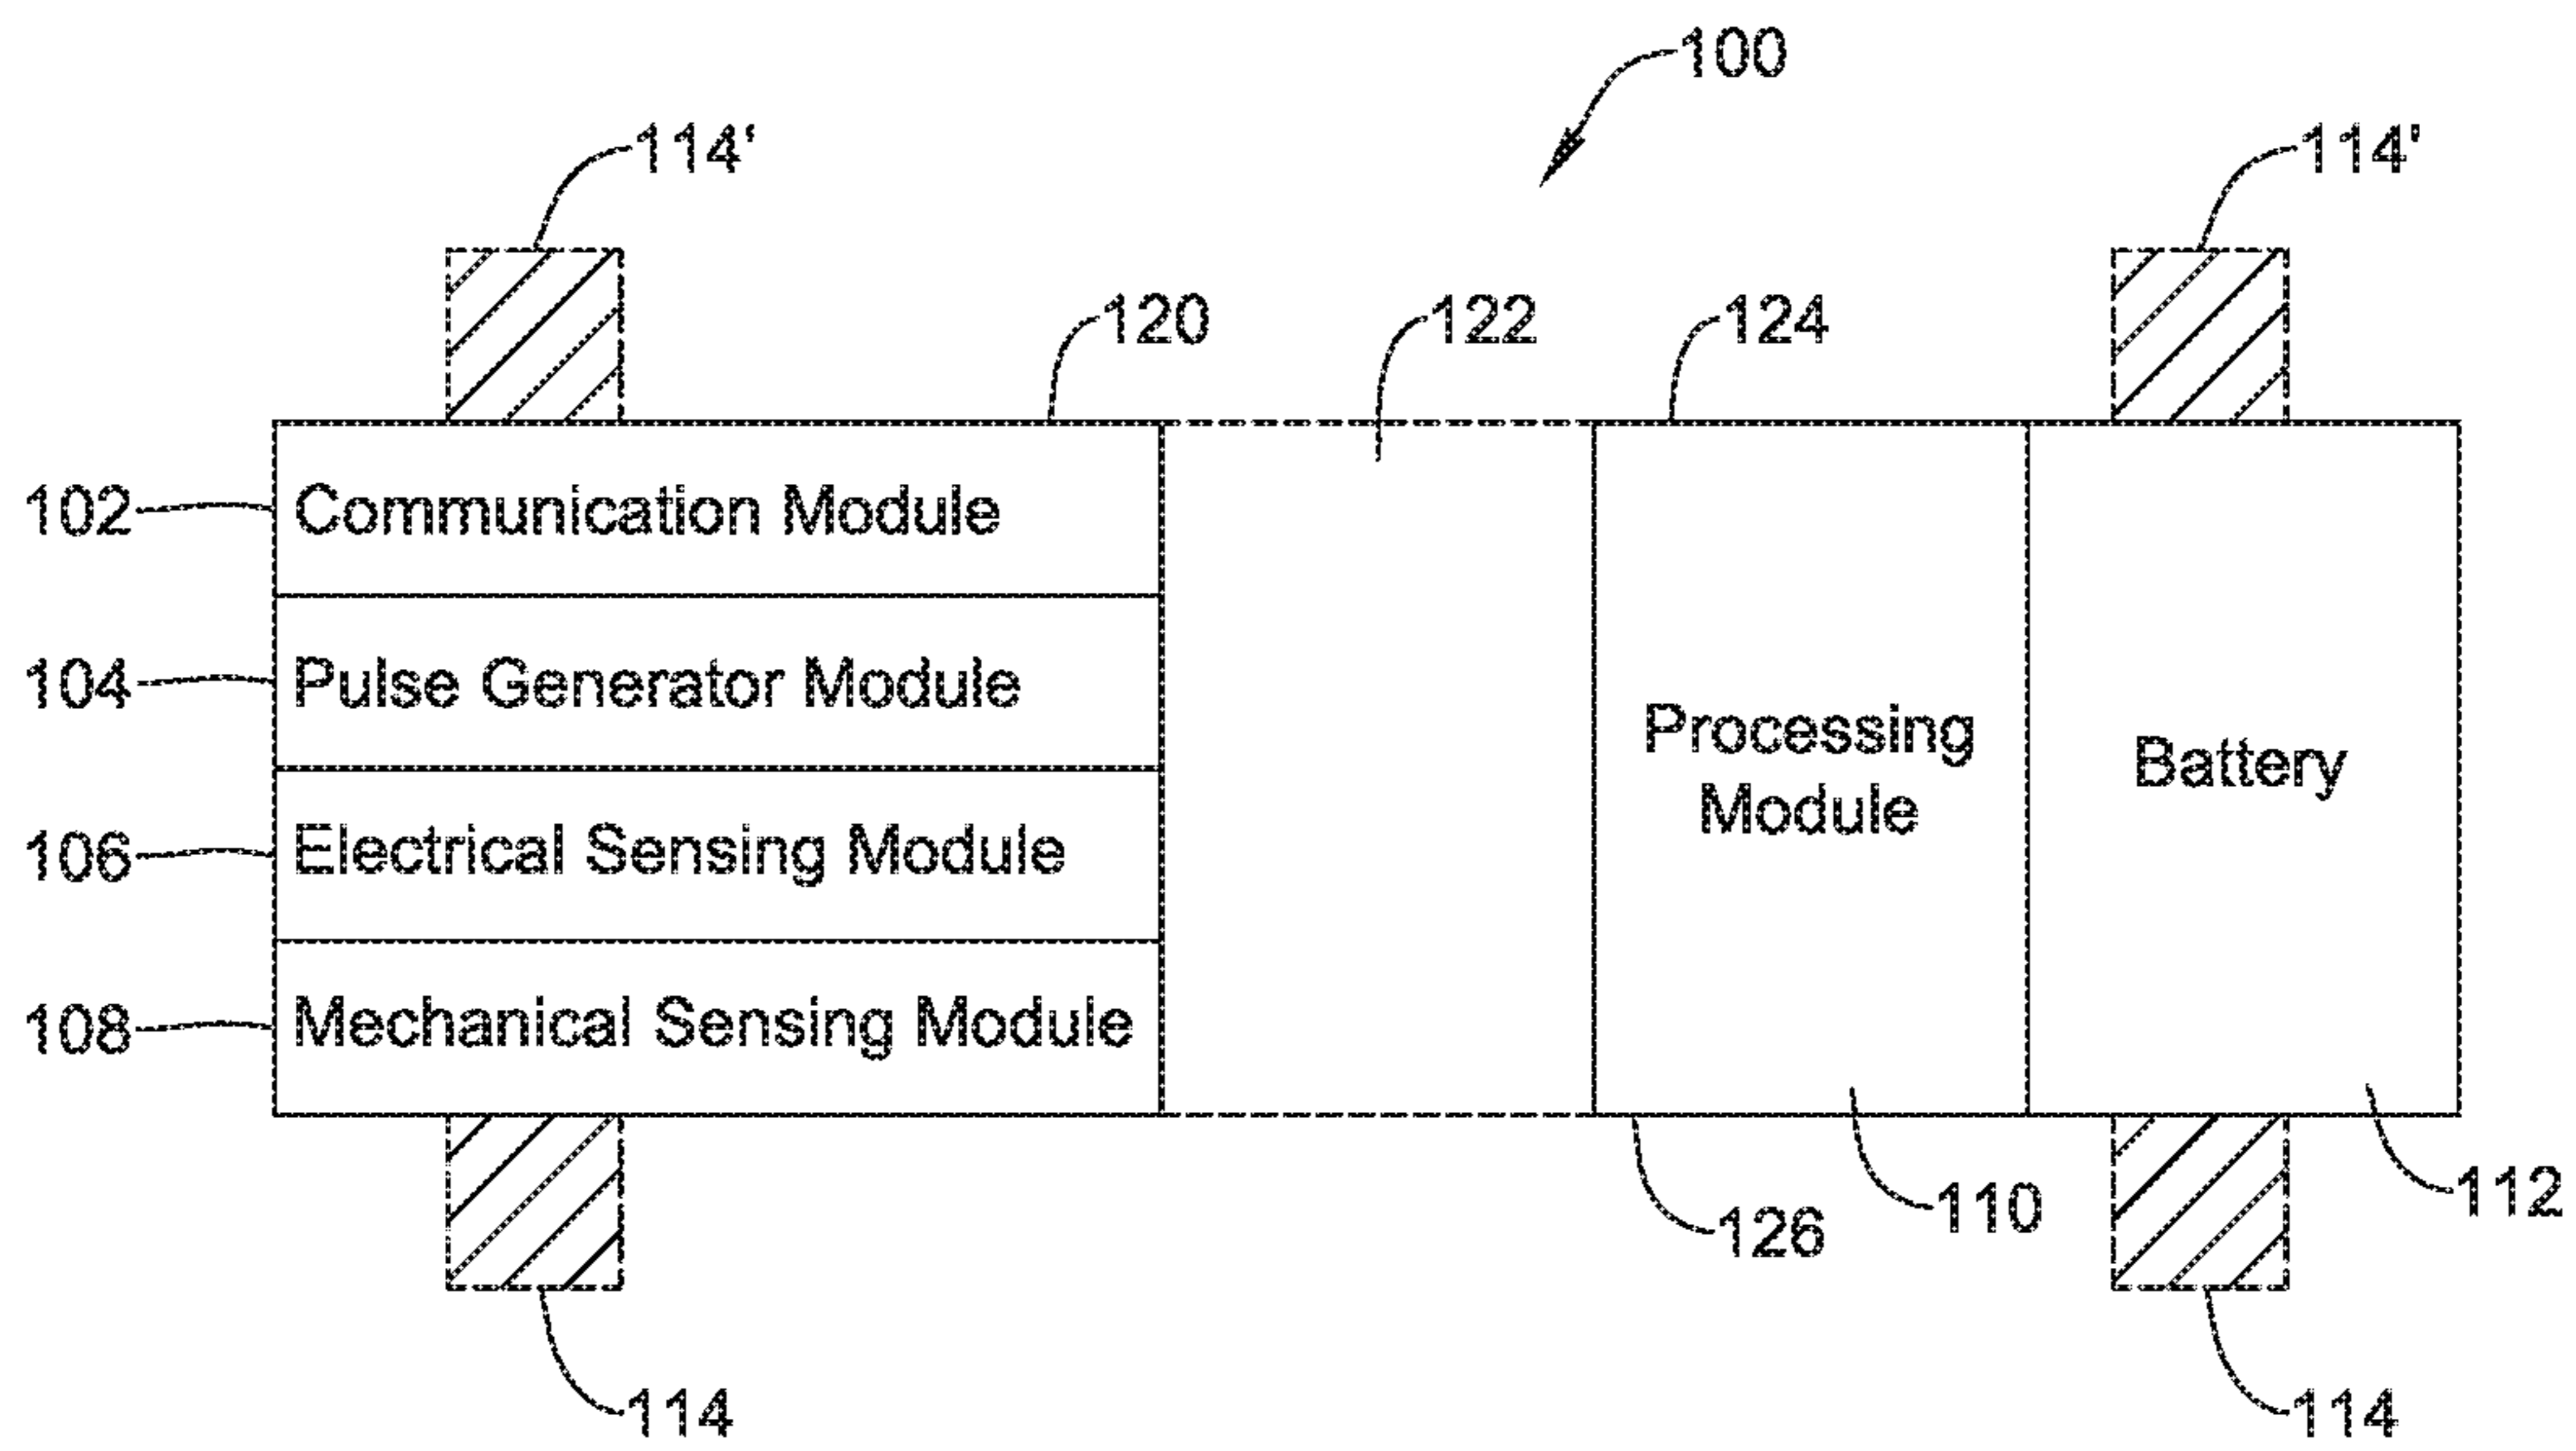 100
114'
114'
120
122
124
102
Communication Module
104
Pulse Generator Module
Processing
Module
Battery
106
Electrical Sensing Module
108
Mechanical Sensing Module
126
110
112
114
114